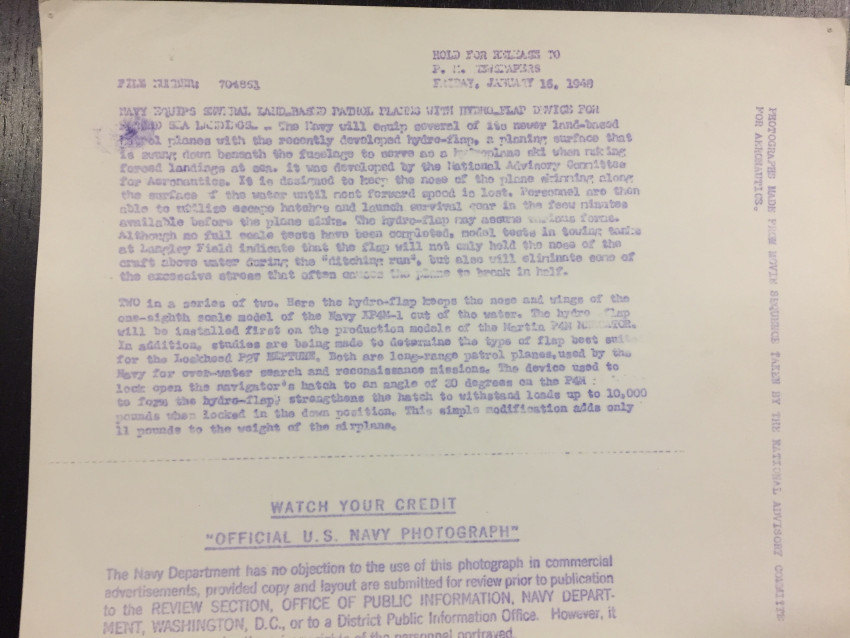 HOLD FOR RELEASE TO
P. M. NEWSPAPERS
FILE NUMBER: 704861 FRIDAY, JANUARY 16, 1948
NAVY EQUIPS SEVERAL LAND-BASED PATROL PLANES WITH HYDRO-FLAP DEVICE FOR
SEA LANDINGS. .. The Navy will equip several of its newer land-based
patrol planes with the recently developed hydro-flap, a planing surface that
is swung down beneath the fuselage to serve as a ski when making
forced landings at sea. it was developed by the National Advisory Committee
for Aeronautics. It is designed to keep the nose of the plane skimming along
the surface f the water until most forward speed is lost. Personnel are then
able to utilize escape hatches and launch survival gear in the few minutes
available before the plane sinks. The hydro-flap may assume various forms.
Although no full scale tests have been completed, model tests in towing tanks
at Langley Field indicate that the flap will not only hold the nose of the
craft above water during the "ditching run", but also will eliminate some of
the excessive stress that often causes the plane to break in half.
TWO in a series of two. Here the hydro-flap keeps the nose and wings of the
one-eighth scale model of the Navy XP4M-1 out of the water. The hydro flap
will be installed first on the production models of the Martin P4M MERCATOR.
In addition, studies are being made to determine the type of flap best
for the Lockheed P2V NEPTUNE. Both are long-range patrol planes, used by the
Navy for over-water search and reconaissance missions. The device used to
lock open the navigator's hatch to an angle of 30 degrees on the P4M
to form the hydro-flap) strengthens the hatch to withstand loads up to 10,000
pounds when locked in the down position. This simple modification adds only
11 pounds to the weight of the airplane.
WATCH YOUR CREDIT
"OFFICIAL U.S. NAVY PHOTOGRAPH"
The Navy Department has no objection to the use of this photograph in commercial
advertisements, provided copy and layout are submitted for review prior to publication
to the REVIEW SECTION, OFFICE OF PUBLIC INFORMATION, NAVY DEPART-
MENT, WASHINGTON, D.C., or to a District Public Information Office. However, it
of the personnel portrayed.
PHOTOGRAPH MADE FROM MOVIE SEQUENCE TAKEN BY THE NATIONAL ADVISORY COMMITTE
FOR AERONAUTICS.